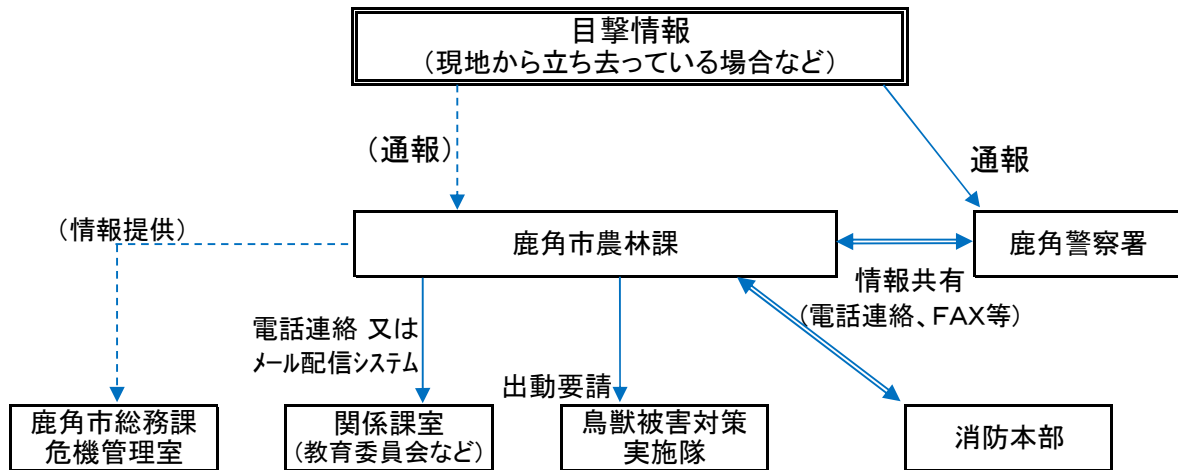 目撃情報
(現地から立ち去っている場合など)
(通報)
通報
(情報提供)
鹿角市農林課
鹿角警察署
情報共有
(電話連絡、FAX等)
電話連絡 又は
メール配信システム
出動要請
鹿角市総務課
危機管理室
関係課室
(教育委員会など)
鳥獣被害対策
実施隊
消防本部